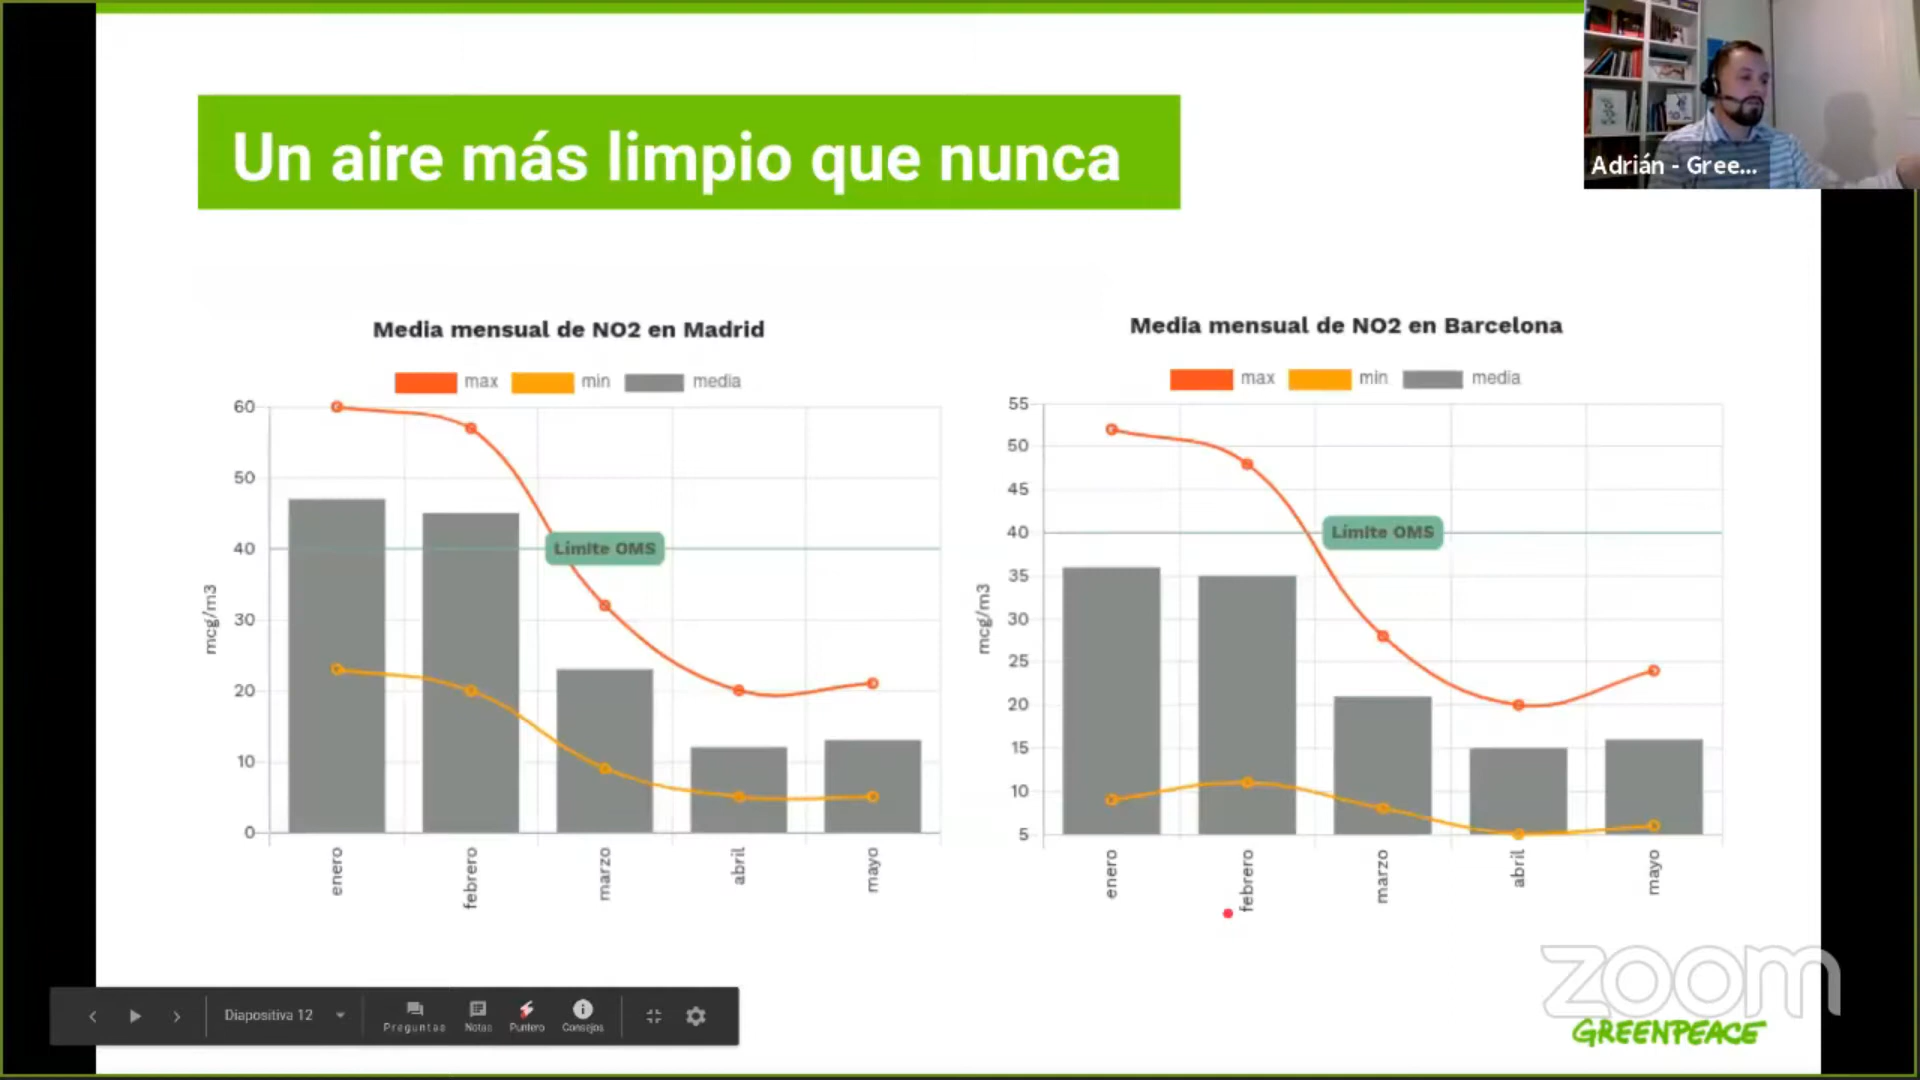 Un aire más limpio que nunca
Adrián - Gree...
Media mensual de NO2 en Madrid
max min media
60
50
40
30
20
10
0
mcg/m3
Límite OMS
enero
febrero
marzo
abril
mayo
Media mensual de NO2 en Barcelona
max min media
55
50
45
40
35
30
25
20
15
10
5
mcg/m3
Límite OMS
enero
febrero
marzo
abril
mayo
Diapositiva 12
Preguntas
Notas
Puntero
Consejos
zoom
GREENPEACE